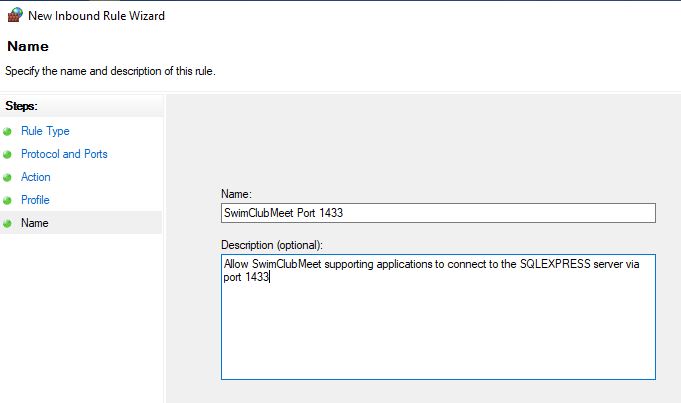 New Inbound Rule Wizard
Name
Specify the name and description of this rule.
Steps:
Rule Type
Protocol and Ports
Action
Profile
Name
Name:
SwimClubMeet Port 1433
Description (optional):
Allow SwimClubMeet supporting applications to connect to the SQLEXPRESS server via
port 1433